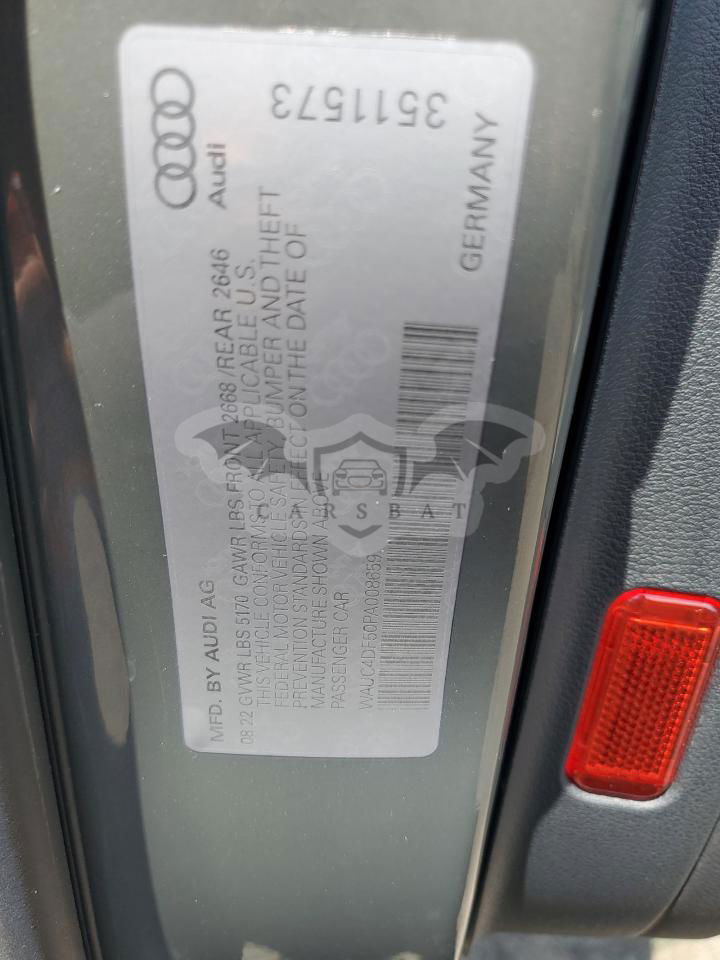 Audi
3511573
MFD. BY AUDI AG
GERMANY
08 22 GVWR LBS 5170 GAWR LBS FRONT 2668 /REAR 2646
THIS VEHICLE CONFORMS TO ALL APPLICABLE U.S.
FEDERAL MOTOR VEHICLE SAFETY, BUMPER AND THEFT
PREVENTION STANDARDS IN EFFECT ON THE DATE OF
MANUFACTURE SHOWN ABOVE
PASSENGER CAR
WAUC4DF50PA008659
CARSBAT